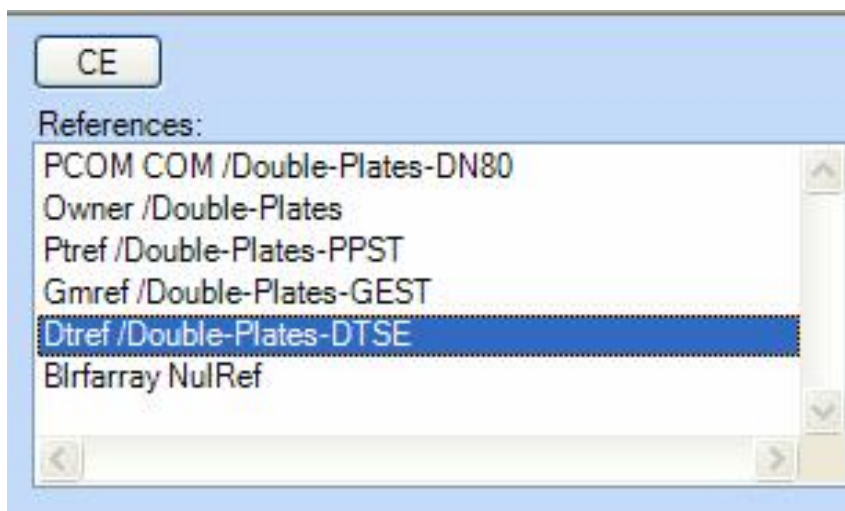 CE
References:
PCOM COM /Double-Plates-DN80
Owner /Double-Plates
Ptref /Double-Plates-PPST
Gmref /Double-Plates-GEST
Dtref /Double-Plates-DTSE
Blrfarray NulRef